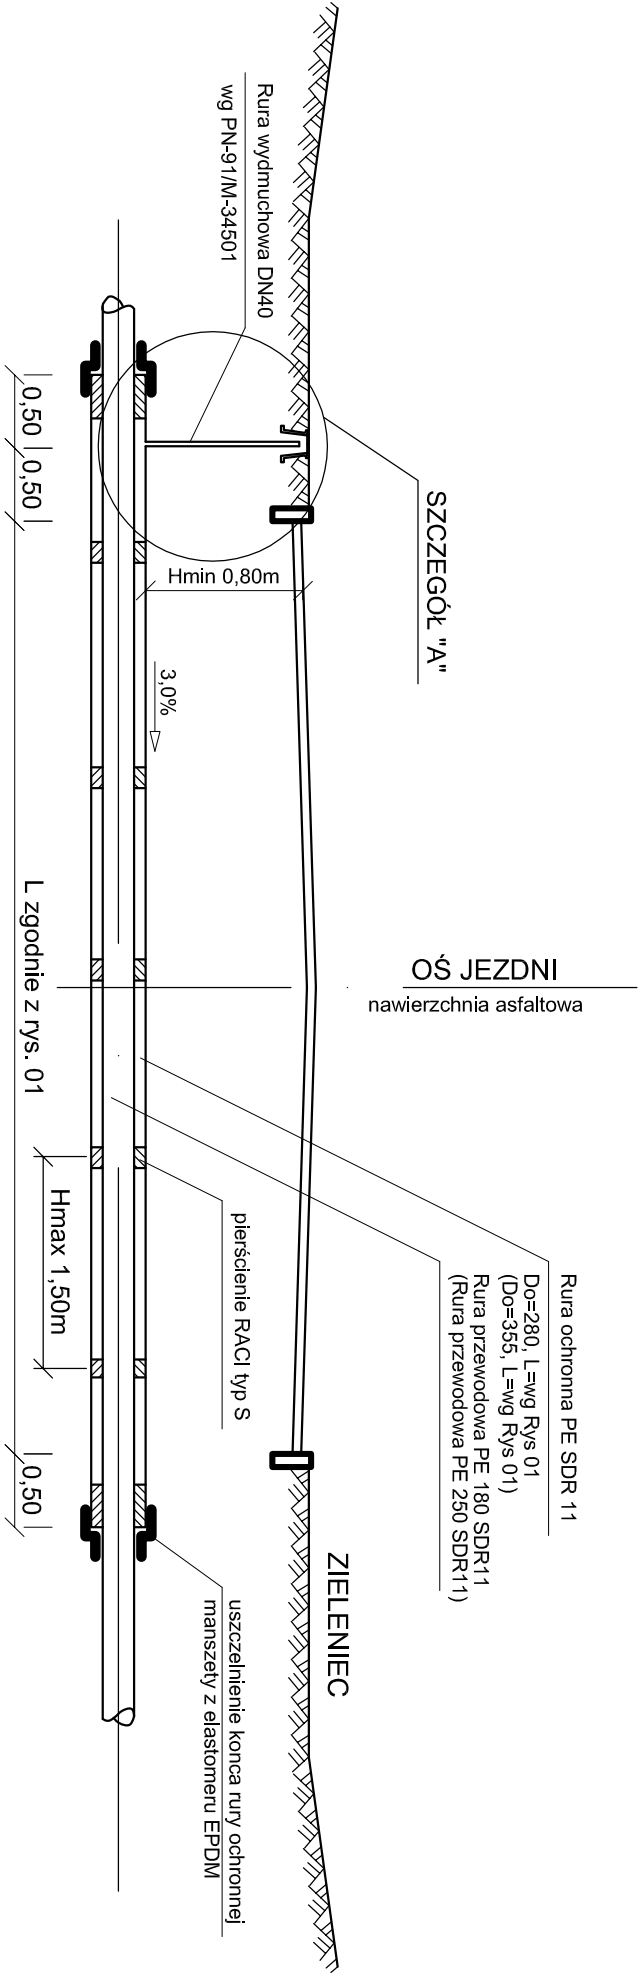 OŚ JEZDNI
nawierzchnia asfaltowa
SZCZEGÓŁ "A"
Rura wydmuchowa DN40
wg PN-91/M-34501
Hmin 0,80m
3,0%
Rura ochronna PE SDR 11
Do=280, L=wg Rys 01
(Do=355, L=wg Rys 01)
Rura przewodowa PE 180 SDR11
(Rura przewodowa PE 250 SDR11)
ZIELENIEC
pierścienie RACI typ S
uszczelnienie konca rury ochronnej
manszety z elastomeru EPDM
Hmax 1,50m
0,50
0,50
L zgodnie z rys. 01
0,50